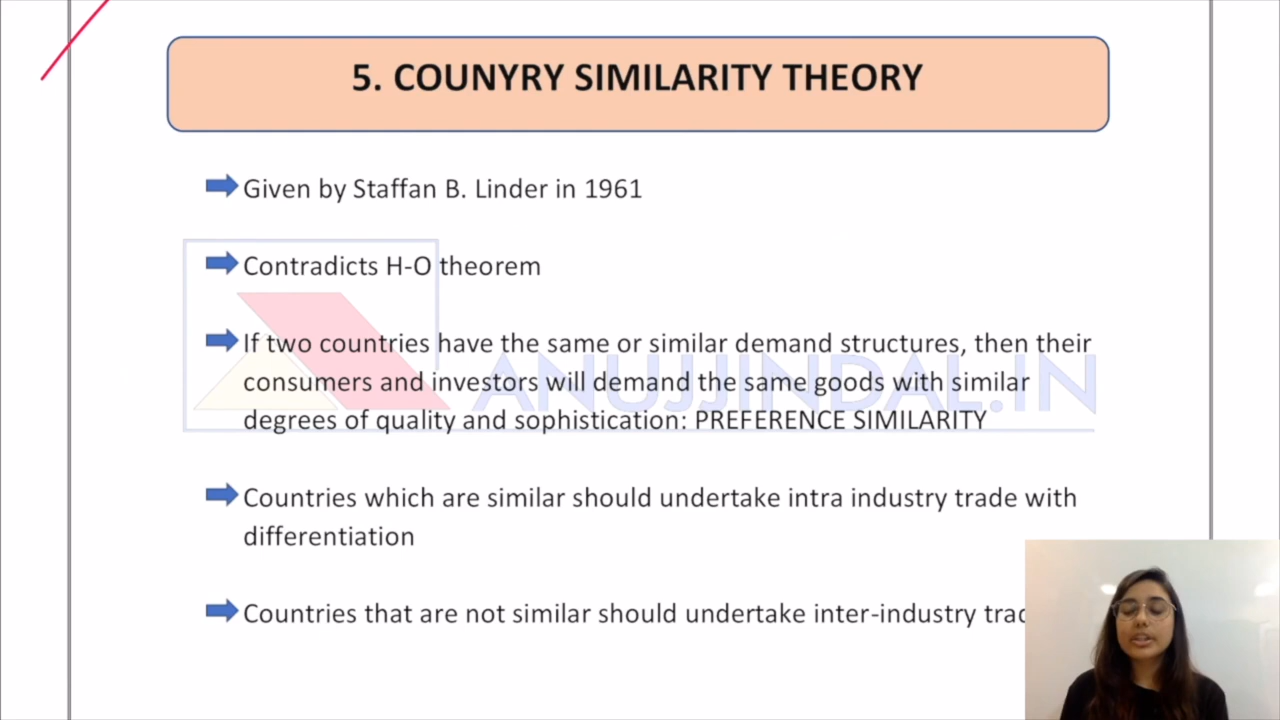 5. COUNYRY SIMILARITY THEORY
Given by Staffan B. Linder in 1961
Contradicts H-O theorem
If two countries have the same or similar demand structures, then their
consumers and investors will demand the same goods with similar
degrees of quality and sophistication: PREFERENCE SIMILARITY
ANUJJINDAL.IN
Countries which are similar should undertake intra industry trade with
differentiation
Countries that are not similar should undertake inter-industry